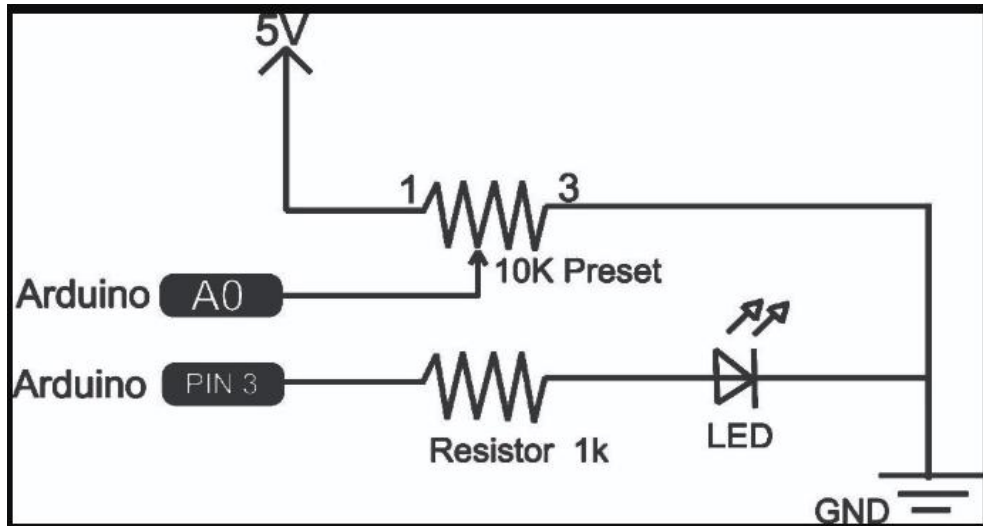 5V
1 3
10K Preset
Arduino A0
Arduino PIN 3
Resistor 1k
LED
GND